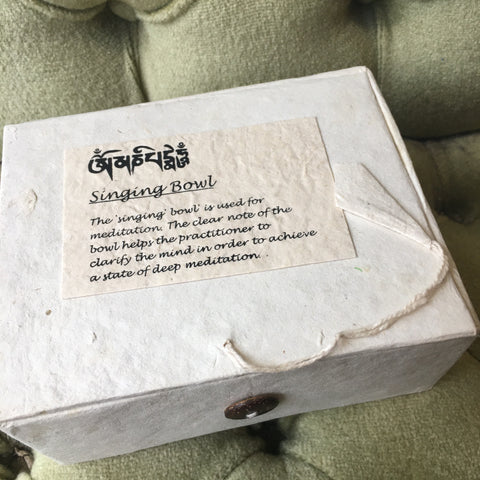 ཨོཾ་མ་ཎི་པདྨེ་ཧཱུྃ
Singing Bowl
The 'singing' bowl' is used for
meditation. The clear note of the
bowl helps the practitioner to
clarify the mind in order to achieve
a state of deep meditation. .